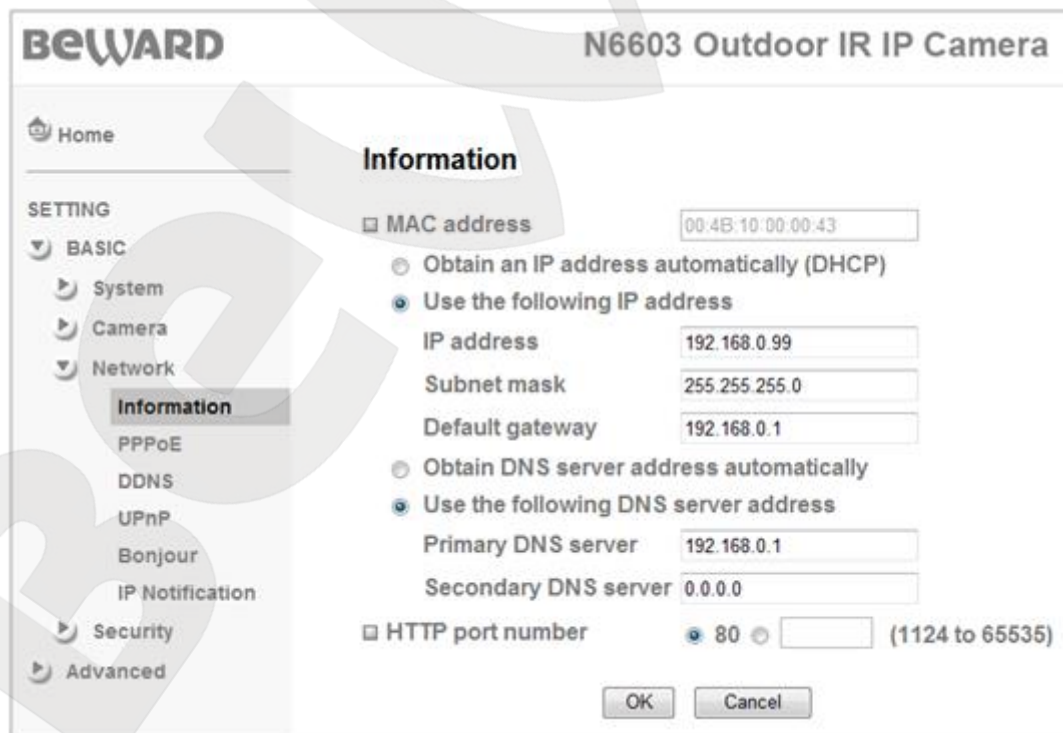 BEWARD
N6603 Outdoor IR IP Camera
Home
SETTING
BASIC
System
Camera
Network
Information
PPPoE
DDNS
UPnP
Bonjour
IP Notification
Security
Advanced
Information
MAC address 00:4B:10:00:00:43
Obtain an IP address automatically (DHCP)
Use the following IP address
IP address 192.168.0.99
Subnet mask 255.255.255.0
Default gateway 192.168.0.1
Obtain DNS server address automatically
Use the following DNS server address
Primary DNS server 192.168.0.1
Secondary DNS server 0.0.0.0
HTTP port number 80 (1124 to 65535)
OK Cancel